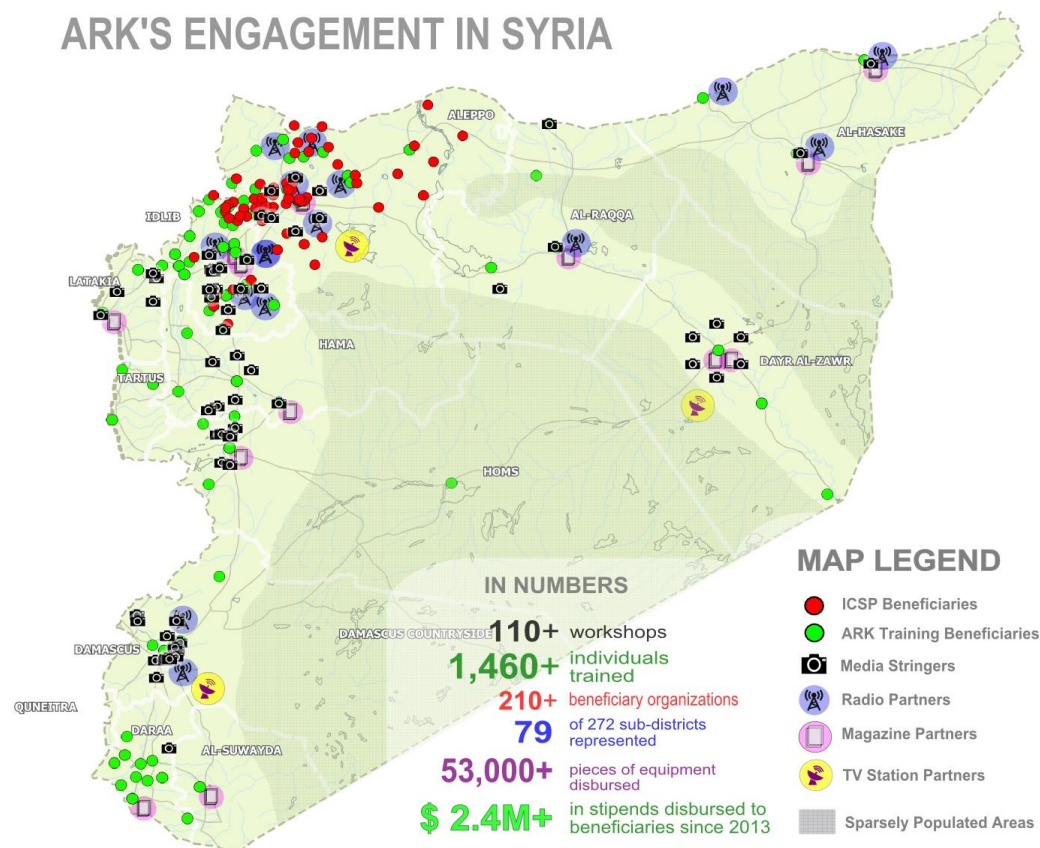 ARK'S ENGAGEMENT IN SYRIA
ALEPPO
AL-HASAKE
IDLIB
AL-RAQQA
LATAKIA
HAMA
TARTUS
DAYR AL-ZAWR
HOMS
DAMASCUS COUNTRYSIDE
DAMASCUS
QUNEITRA
DARAA
AL-SUWAYDA
IN NUMBERS
110+ workshops
1,460+ individuals
trained
210+ beneficiary organizations
79 of 272 sub-districts
represented
53,000+ pieces of equipment
disbursed
$ 2.4M+ in stipends disbursed to
beneficiaries since 2013
MAP LEGEND
ICSP Beneficiaries
ARK Training Beneficiaries
Media Stringers
Radio Partners
Magazine Partners
TV Station Partners
Sparsely Populated Areas